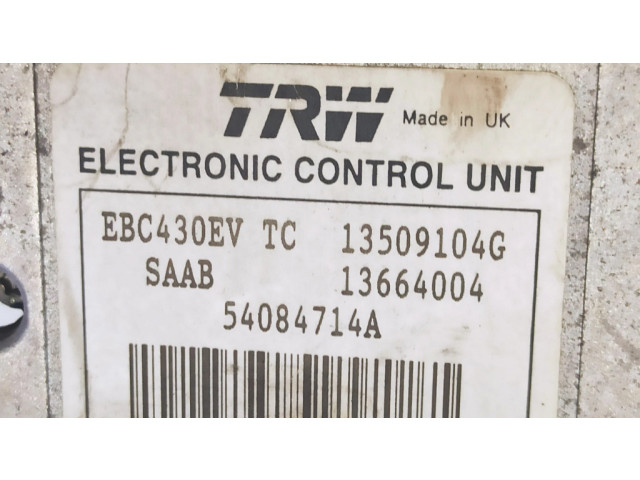 TRW Made in UK
ELECTRONIC CONTROL UNIT
EBC430EV TC 13509104G
SAAB 13664004
54084714A